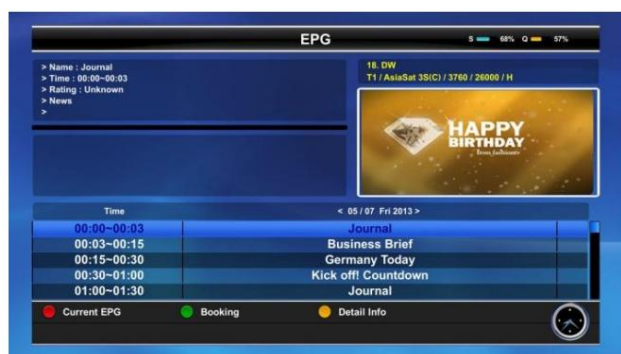 EPG
S 68% Q 57%
> Name : Journal
> Time : 00:00~00:03
> Rating : Unknown
> News
>
18. DW
T1 / AsiaSat 3S(C) / 3760 / 26000 / H
HAPPY
BIRTHDAY
from fashiontv
Time < 05 / 07 Fri 2013 >
00:00~00:03 Journal
00:03~00:15 Business Brief
00:15~00:30 Germany Today
00:30~01:00 Kick off! Countdown
01:00~01:30 Journal
Current EPG Booking Detail Info